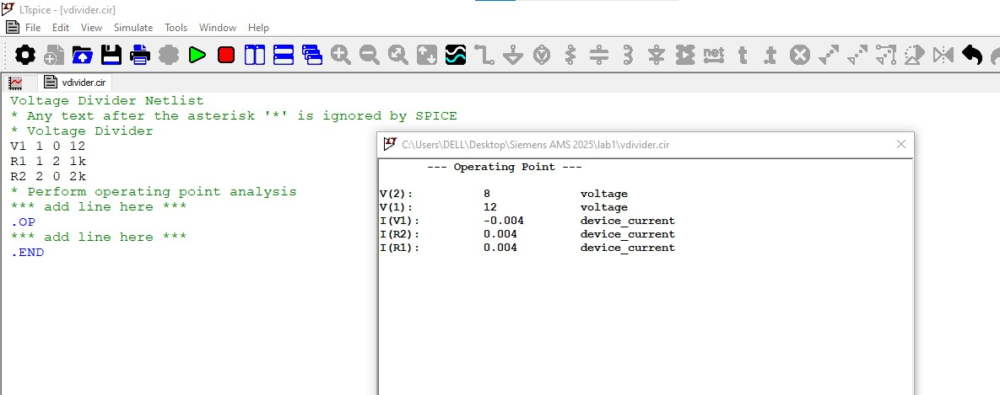 LTspice - [vdivider.cir]
File Edit View Simulate Tools Window Help
net t t
vdivider.cir
Voltage Divider Netlist
* Any text after the asterisk '*' is ignored by SPICE
* Voltage Divider
V1 1 0 12
R1 1 2 1k
R2 2 0 2k
* Perform operating point analysis
*** add line here ***
.OP
*** add line here ***
.END
C:\Users\DELL\Desktop\Siemens AMS 2025\lab1\vdivider.cir
--- Operating Point ---
V(2): 8 voltage
V(1): 12 voltage
I(V1): -0.004 device_current
I(R2): 0.004 device_current
I(R1): 0.004 device_current